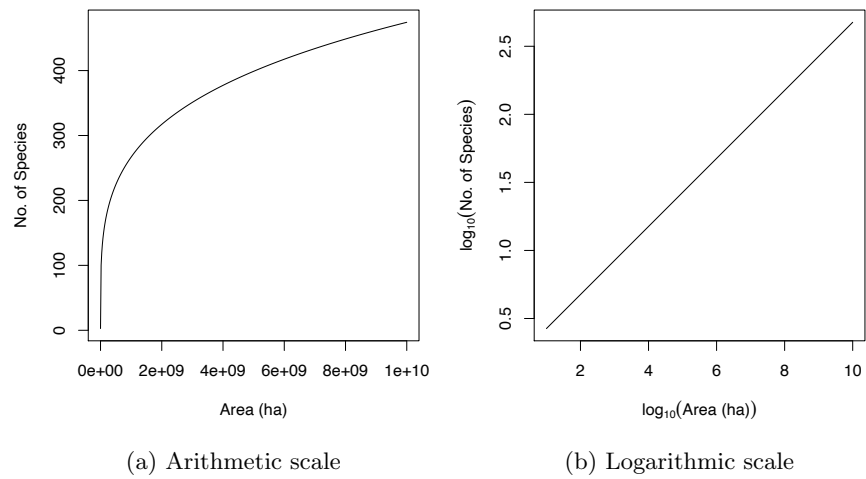 No. of Species
0 100 200 300 400
0e+00 2e+09 4e+09 6e+09 8e+09 1e+10
Area (ha)
(a) Arithmetic scale
log₁₀(No. of Species)
0.5 1.0 1.5 2.0 2.5
2 4 6 8 10
log₁₀(Area (ha))
(b) Logarithmic scale